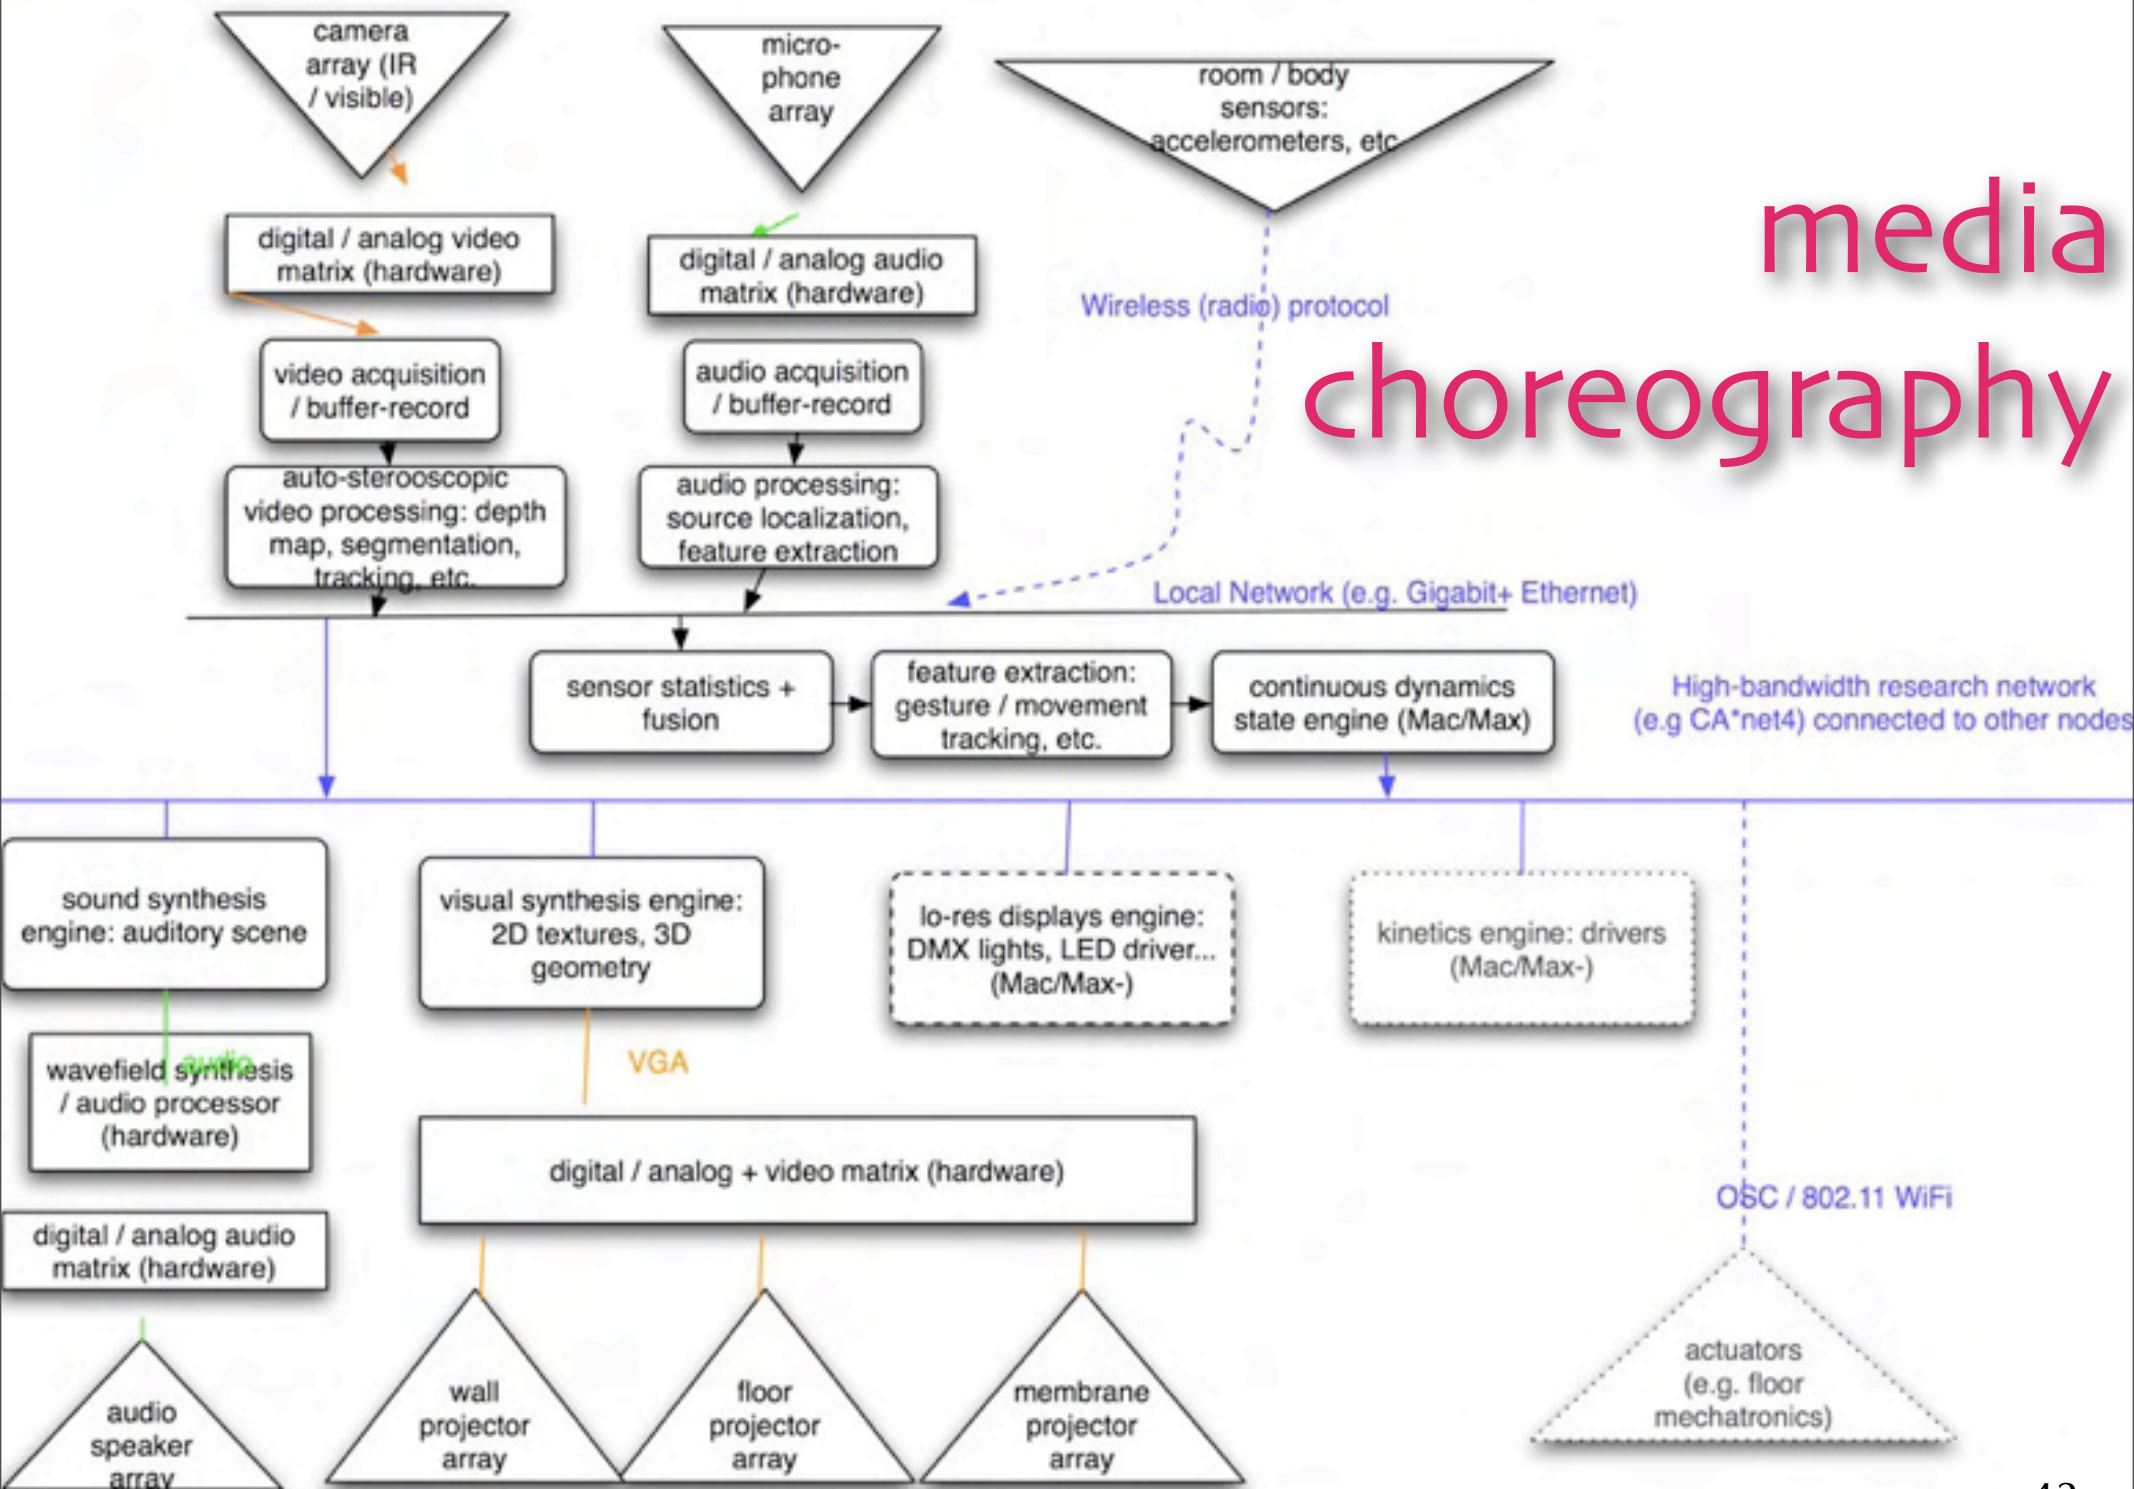 camera
array (IR
/ visible)
micro-
phone
array
room / body
sensors:
accelerometers, etc
media
choreography
digital / analog video
matrix (hardware)
digital / analog audio
matrix (hardware)
Wireless (radio) protocol
video acquisition
/ buffer-record
audio acquisition
/ buffer-record
auto-sterooscopic
video processing: depth
map, segmentation,
tracking, etc.
audio processing:
source localization,
feature extraction
Local Network (e.g. Gigabit+ Ethernet)
sensor statistics +
fusion
feature extraction:
gesture / movement
tracking, etc.
continuous dynamics
state engine (Mac/Max)
High-bandwidth research network
(e.g CA*net4) connected to other nodes
sound synthesis
engine: auditory scene
visual synthesis engine:
2D textures, 3D
geometry
lo-res displays engine:
DMX lights, LED driver...
(Mac/Max-)
kinetics engine: drivers
(Mac/Max-)
audio
wavefield synthesis
/ audio processor
(hardware)
VGA
digital / analog + video matrix (hardware)
digital / analog audio
matrix (hardware)
OSC / 802.11 WiFi
audio
speaker
array
wall
projector
array
floor
projector
array
membrane
projector
array
actuators
(e.g. floor
mechatronics)